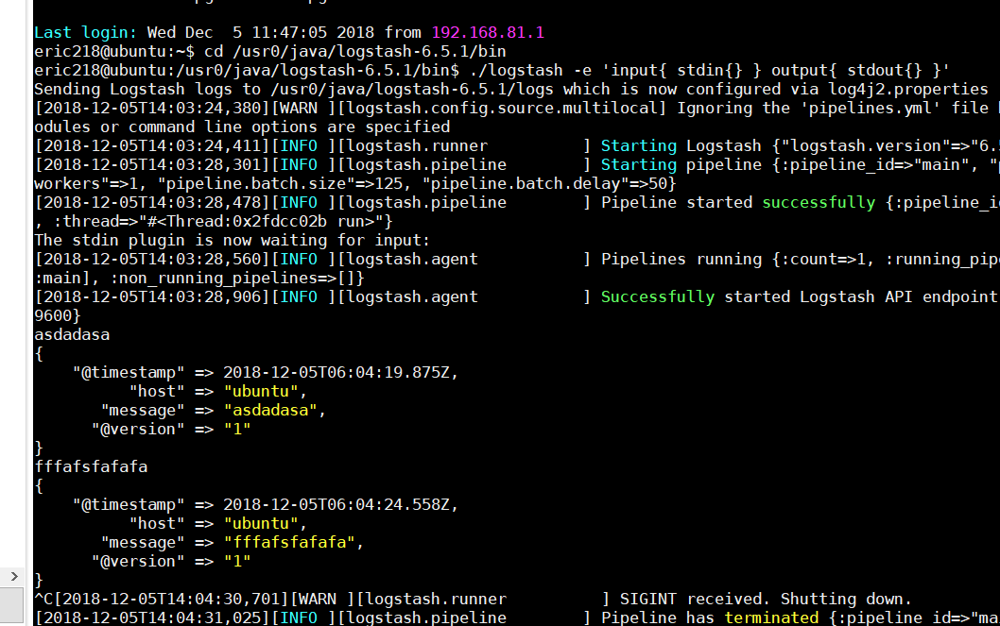 Last login: Wed Dec  5 11:47:05 2018 from 192.168.81.1
eric218@ubuntu:~$ cd /usr0/java/logstash-6.5.1/bin
eric218@ubuntu:/usr0/java/logstash-6.5.1/bin$ ./logstash -e 'input{ stdin{} } output{ stdout{} }'
Sending Logstash logs to /usr0/java/logstash-6.5.1/logs which is now configured via log4j2.properties
[2018-12-05T14:03:24,380][WARN ][logstash.config.source.multilocal] Ignoring the 'pipelines.yml' file
odules or command line options are specified
[2018-12-05T14:03:24,411][INFO ][logstash.runner           ] Starting Logstash {"logstash.version"=>"6.5
[2018-12-05T14:03:28,301][INFO ][logstash.pipeline        ] Starting pipeline {:pipeline_id=>"main", "p
workers"=>1, "pipeline.batch.size"=>125, "pipeline.batch.delay"=>50}
[2018-12-05T14:03:28,478][INFO ][logstash.pipeline        ] Pipeline started successfully {:pipeline_id
, :thread=>"#<Thread:0x2fdcc02b run>"}
The stdin plugin is now waiting for input:
[2018-12-05T14:03:28,560][INFO ][logstash.agent           ] Pipelines running {:count=>1, :running_pipe
:main], :non_running_pipelines=>[]}
[2018-12-05T14:03:28,906][INFO ][logstash.agent           ] Successfully started Logstash API endpoint
9600}
asdadasa
{
    "@timestamp" => 2018-12-05T06:04:19.875Z,
          "host" => "ubuntu",
       "message" => "asdadasa",
      "@version" => "1"
}
fffafsfafafa
{
    "@timestamp" => 2018-12-05T06:04:24.558Z,
          "host" => "ubuntu",
       "message" => "fffafsfafafa",
      "@version" => "1"
}
^C[2018-12-05T14:04:30,701][WARN ][logstash.runner          ] SIGINT received. Shutting down.
[2018-12-05T14:04:31,025][INFO ][logstash.pipeline        ] Pipeline has terminated {:pipeline_id=>"ma